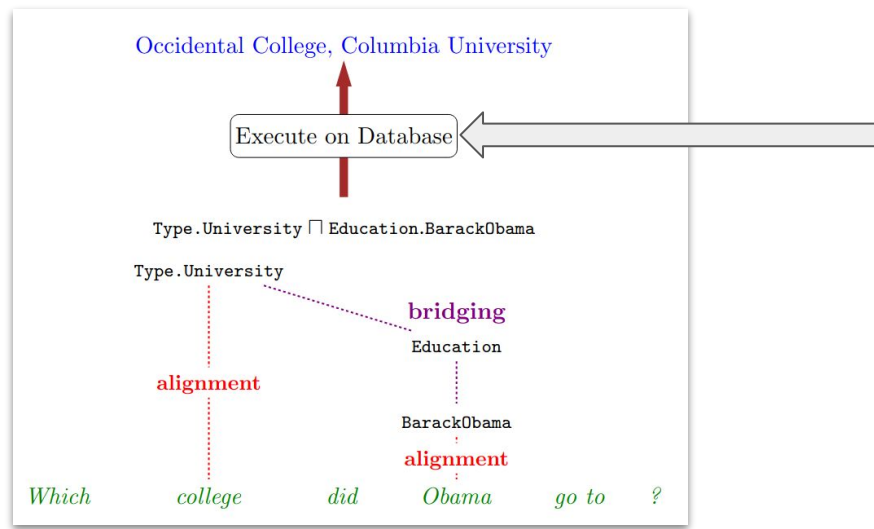 Occidental College, Columbia University
Execute on Database
Type.University ⊓ Education.BarackObama
Type.University
bridging
Education
alignment
BarackObama
alignment
Which college did Obama go to ?